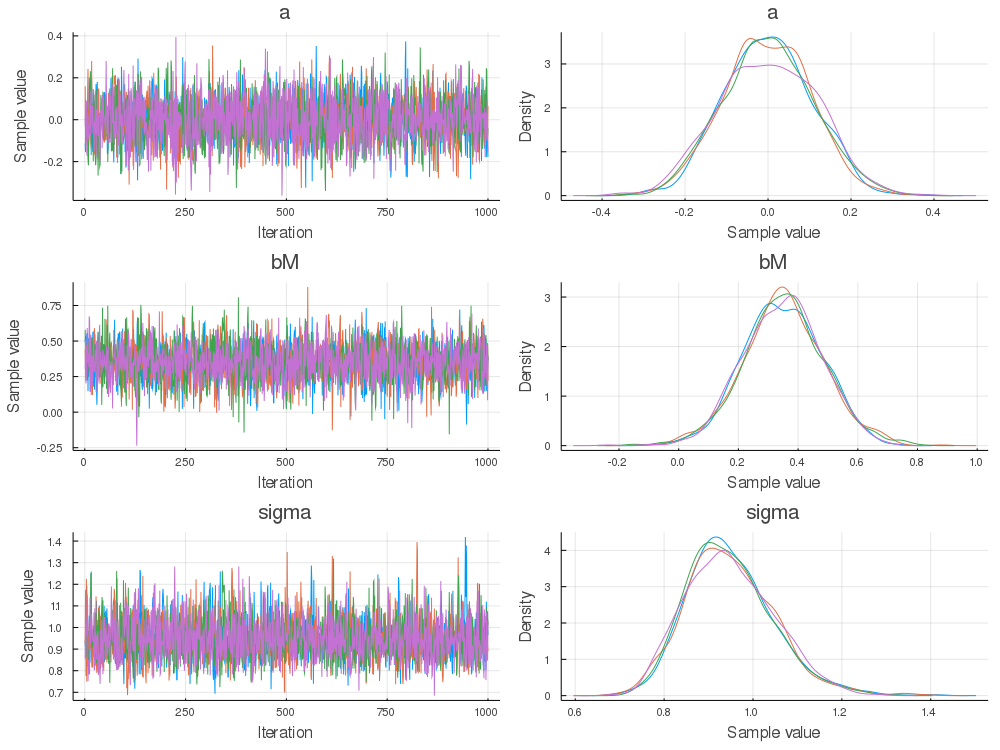 a
0.4
0.2
0.0
-0.2
Sample value
0 250 500 750 1000
Iteration
a
3
2
1
0
Density
-0.4 -0.2 0.0 0.2 0.4
Sample value
bM
0.75
0.50
0.25
0.00
-0.25
Sample value
0 250 500 750 1000
Iteration
bM
3
2
1
0
Density
-0.2 0.0 0.2 0.4 0.6 0.8 1.0
Sample value
sigma
1.4
1.3
1.2
1.1
1.0
0.9
0.8
0.7
Sample value
0 250 500 750 1000
Iteration
sigma
4
3
2
1
0
Density
0.6 0.8 1.0 1.2 1.4
Sample value